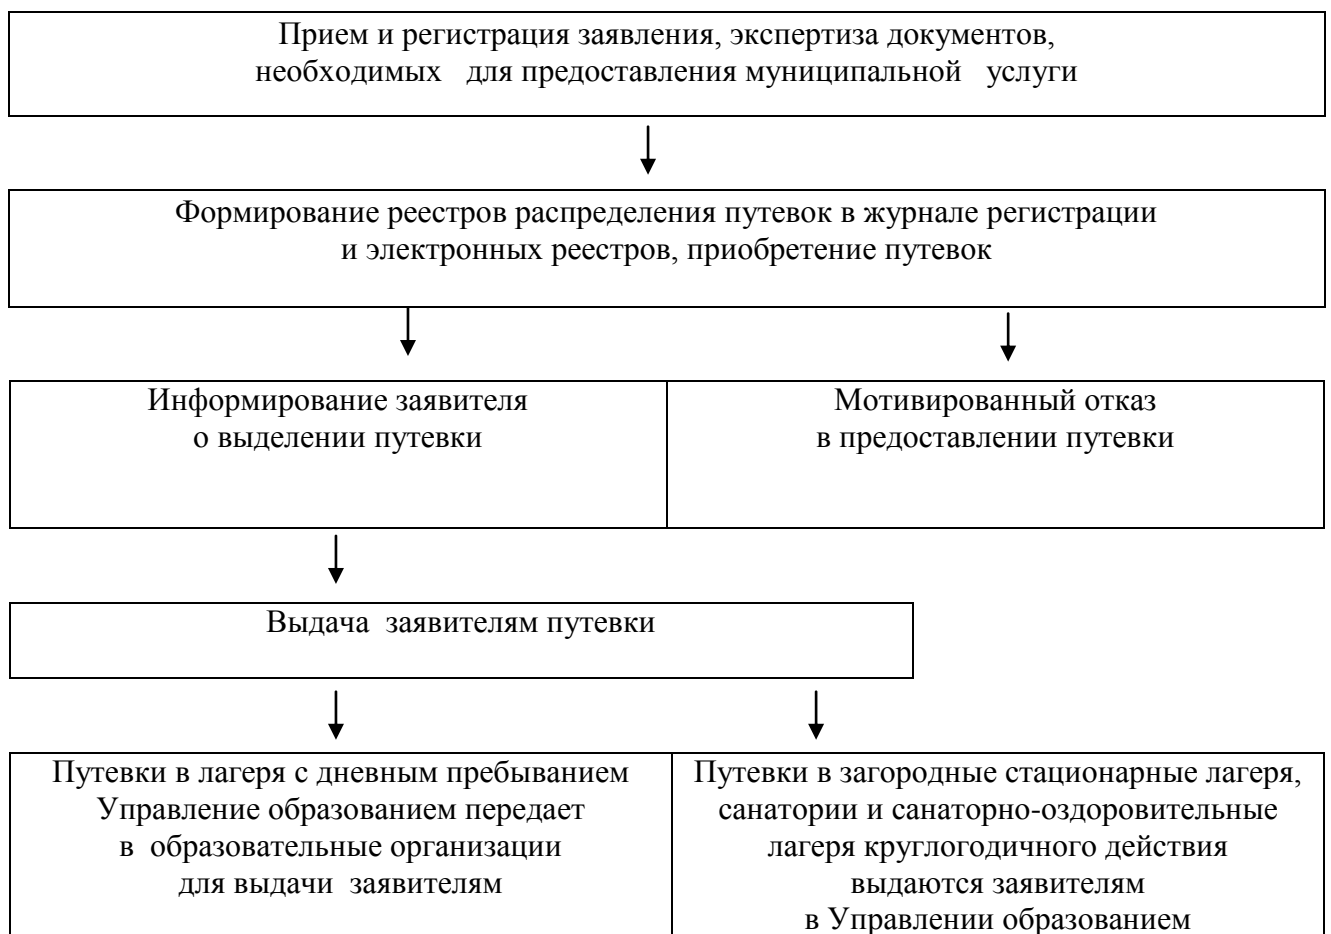 Прием и регистрация заявления, экспертиза документов,
необходимых для предоставления муниципальной услуги
Формирование реестров распределения путевок в журнале регистрации
и электронных реестров, приобретение путевок
Информирование заявителя
о выделении путевки
Мотивированный отказ
в предоставлении путевки
Выдача заявителям путевки
Путевки в лагеря с дневным пребыванием
Управление образованием передает
в образовательные организации
для выдачи заявителям
Путевки в загородные стационарные лагеря,
санатории и санаторно-оздоровительные
лагеря круглогодичного действия
выдаются заявителям
в Управлении образованием